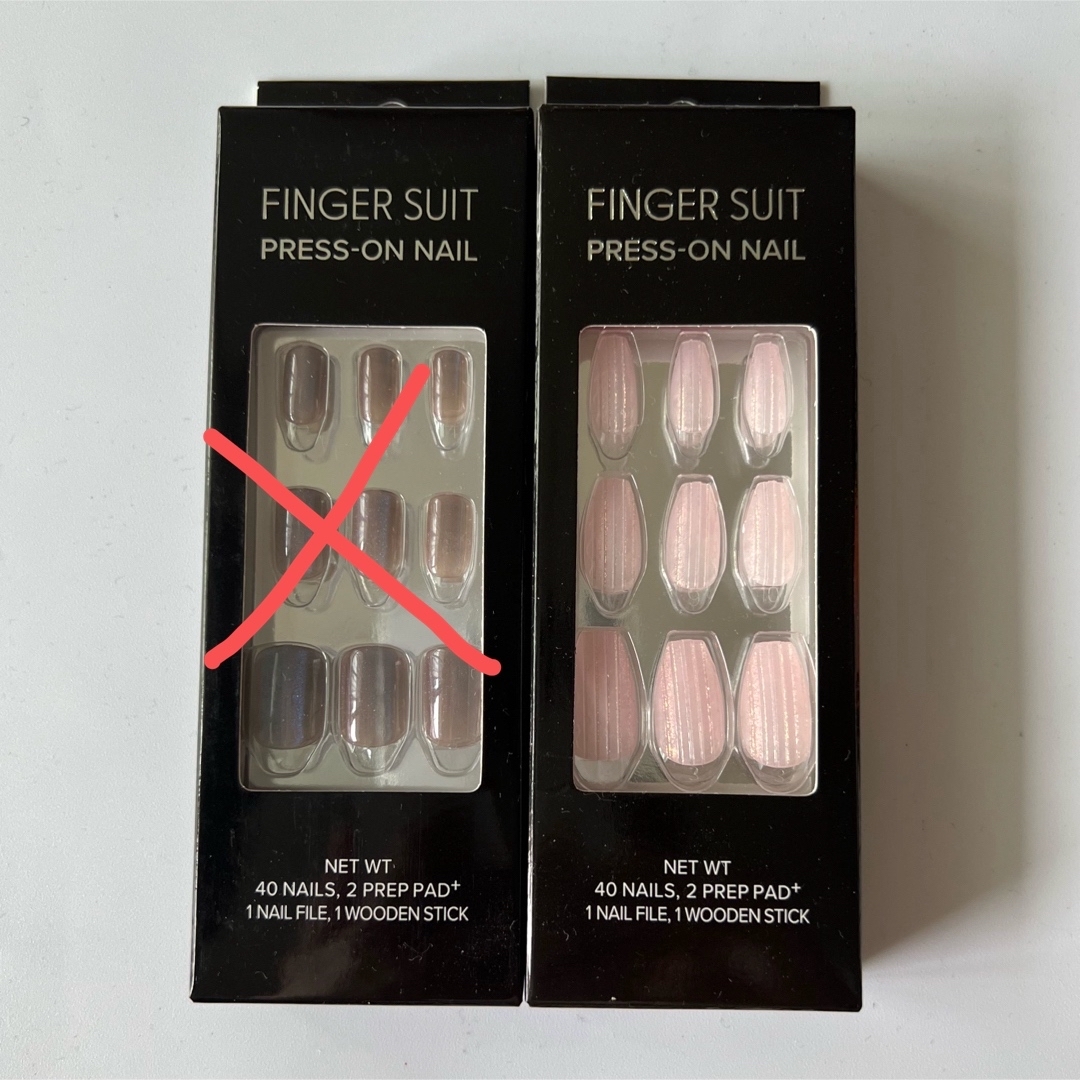 FINGER SUIT
PRESS-ON NAIL
NET WT
40 NAILS, 2 PREP PAD+
1 NAIL FILE, 1 WOODEN STICK
FINGER SUIT
PRESS-ON NAIL
NET WT
40 NAILS, 2 PREP PAD+
1 NAIL FILE, 1 WOODEN STICK